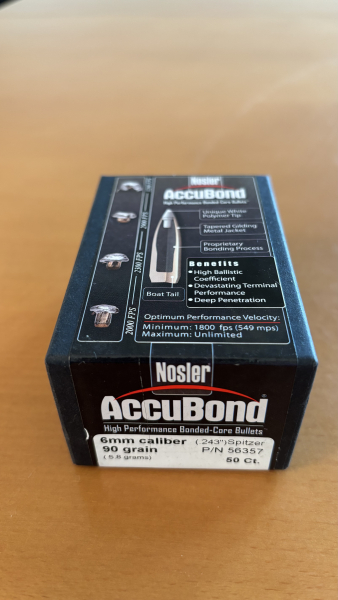 Nosler®
AccuBond
High Performance Bonded-Core Bullets
Unique White
Polymer Tip
Tapered Gilding
Metal Jacket
Proprietary
Bonding Process
Boat Tail
Benefits
• High Ballistic
Coefficient
• Devastating Terminal
Performance
• Deep Penetration
2000 FPS
Optimum Performance Velocity:
Minimum: 1800 fps (549 mps)
Maximum: Unlimited
Nosler®
AccuBond®
High Performance Bonded-Core Bullets
6mm caliber (.243")Spitzer
90 grain P/N 56357
(5.8 grams) 50 Ct.